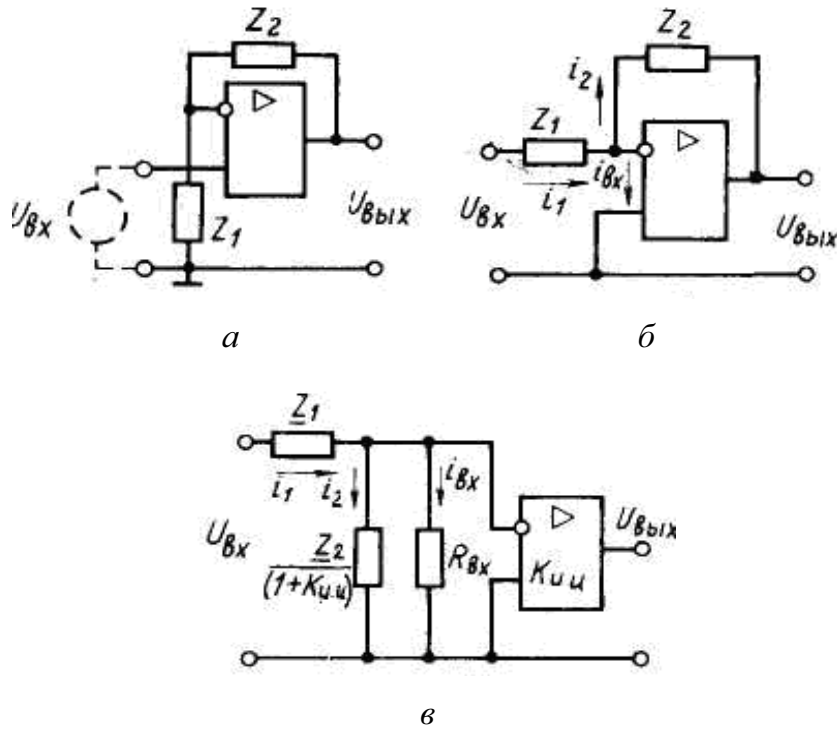 Z2
▷
Uвх
Z1
Uвых
а
Z2
i2
Z1
▷
iвх
i1
Uвх
Uвых
б
Z1
i1
i2
iвх
▷
Uвых
Uвх
Z2
(1+Kи.и)
Rвх
Kи и
в